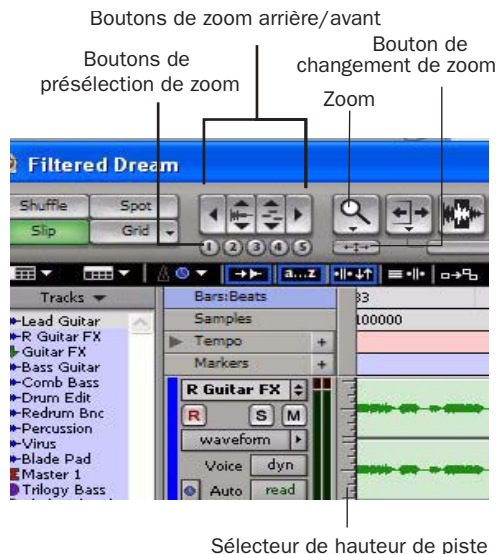 Boutons de zoom arrière/avant
Boutons de
présélection de zoom
Bouton de
changement de zoom
Zoom
Filtered Dream
Shuffle
Spot
Slip
Grid
1 2 3 4 5
a...z
Tracks
Bars:Beats
33
Lead Guitar
Samples
100000
R Guitar FX
Tempo
+
Guitar FX
Markers
+
Bass Guitar
Comb Bass
R Guitar FX
Drum Edit
Redrum Bnc
R
S
M
Percussion
waveform
Virus
Blade Pad
Voice
dyn
Master 1
Trilogy Bass
Auto
read
Sélecteur de hauteur de piste